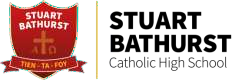 STUART
BATHURST
TIEN - TA - FOY
STUART
BATHURST
Catholic High School